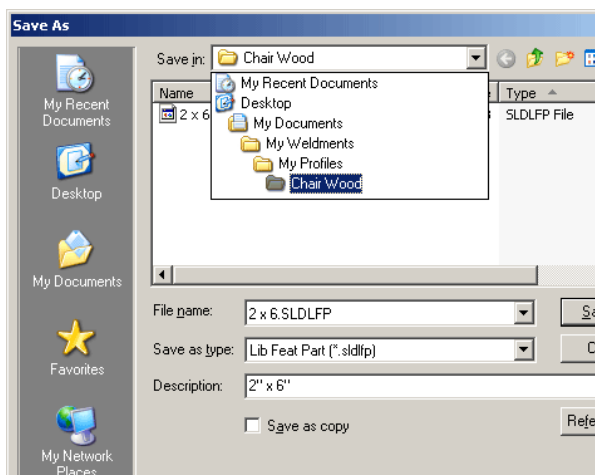 Save As
Save in: Chair Wood
My Recent Documents
Desktop
My Documents
My Weldments
My Profiles
Chair Wood
Name Type
2 x 6 SLDLFP File
My Recent
Documents
Desktop
My Documents
Favorites
My Network
Places
File name: 2 x 6.SLDLFP
Save as type: Lib Feat Part (*.sldlfp)
Description: 2" x 6"
Save as copy